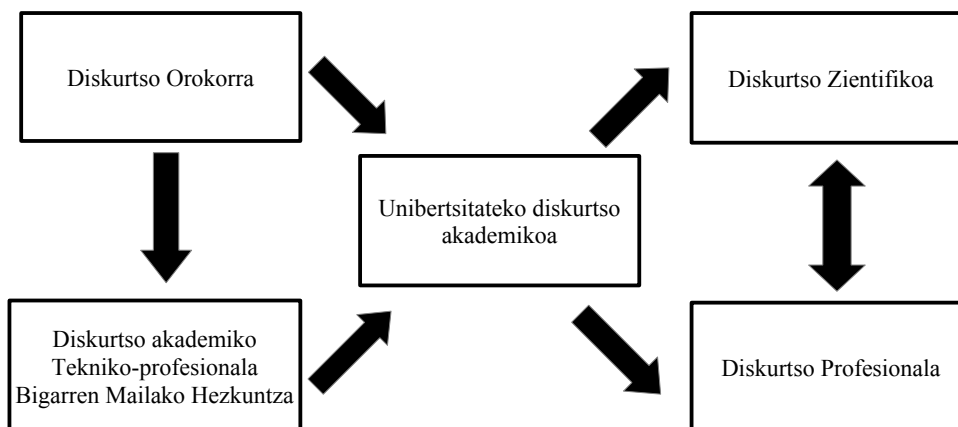 Diskurtso Orokorra
Diskurtso Zientifikoa
Unibertsitateko diskurtso
akademikoa
Diskurtso akademiko
Tekniko-profesionala
Bigarren Mailako Hezkuntza
Diskurtso Profesionala